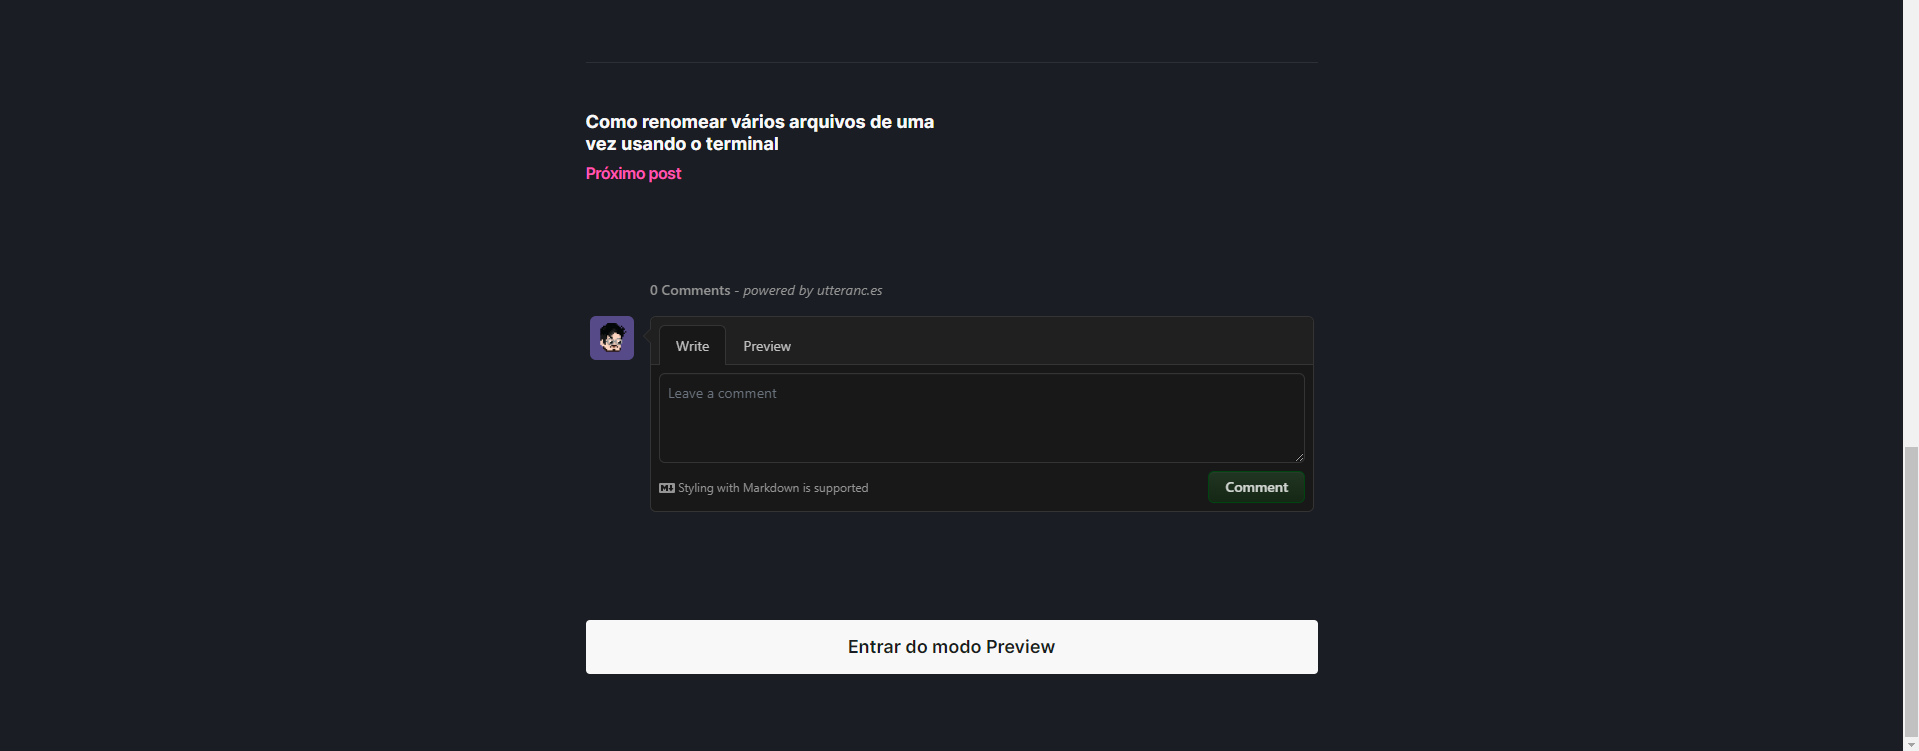 Como renomear vários arquivos de uma
vez usando o terminal
Próximo post
0 Comments - powered by utteranc.es
Write Preview
Leave a comment
Styling with Markdown is supported
Comment
Entrar do modo Preview